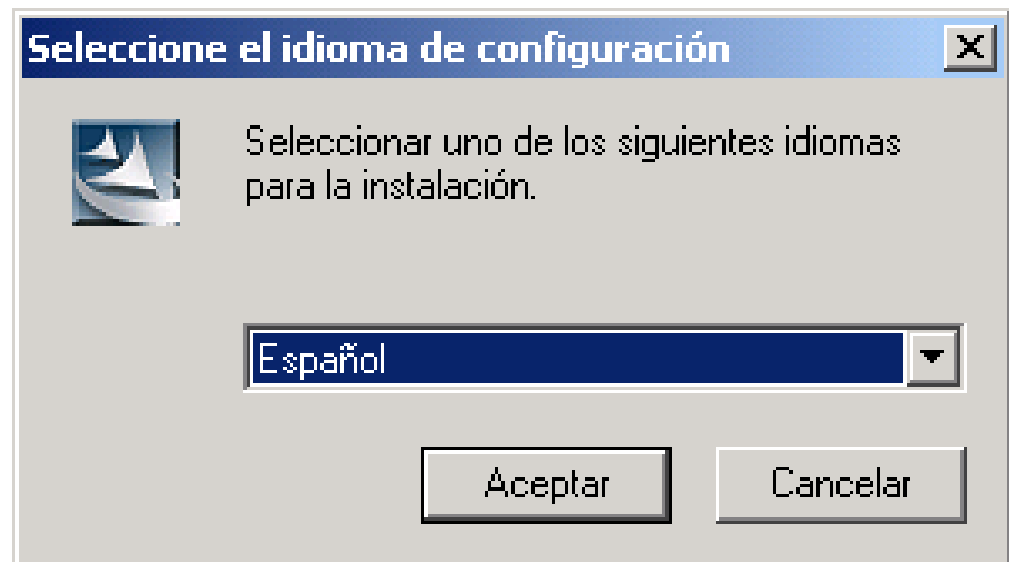 Seleccione el idioma de configuración
Seleccionar uno de los siguientes idiomas
para la instalación.
Español
Aceptar
Cancelar